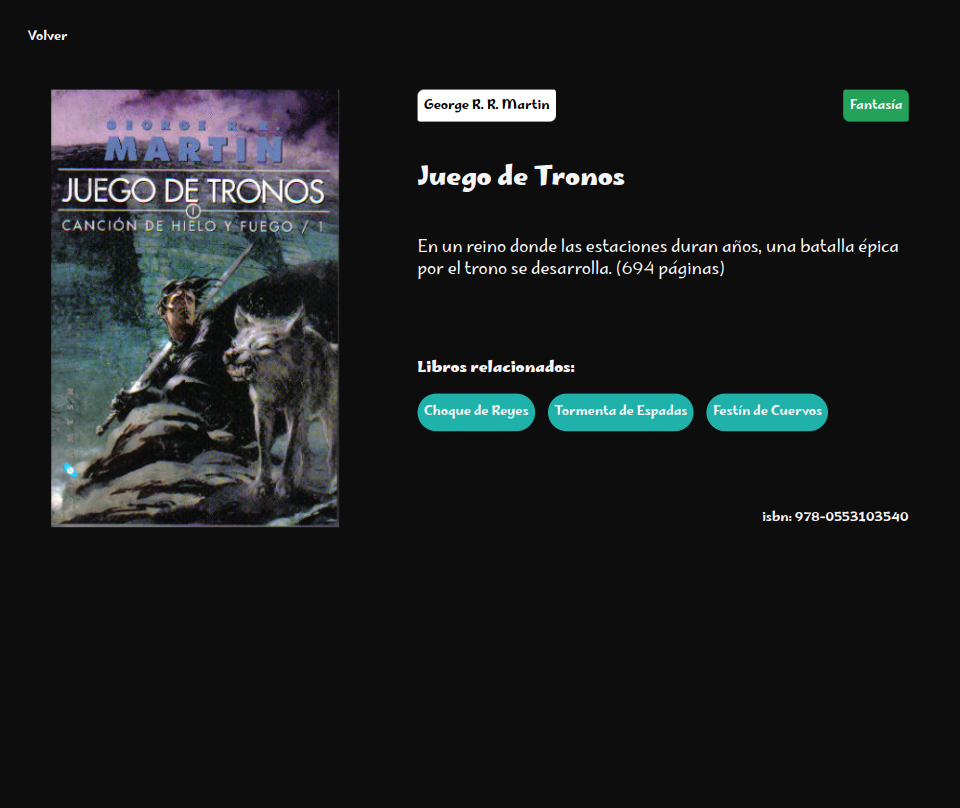 Volver
GEORGE R. R.
MARTIN
JUEGO DE TRONOS
1
CANCIÓN DE HIELO Y FUEGO / 1
George R. R. Martin
Fantasía
Juego de Tronos
En un reino donde las estaciones duran años, una batalla épica
por el trono se desarrolla. (694 páginas)
Libros relacionados:
Choque de Reyes
Tormenta de Espadas
Festín de Cuervos
isbn: 978-0553103540